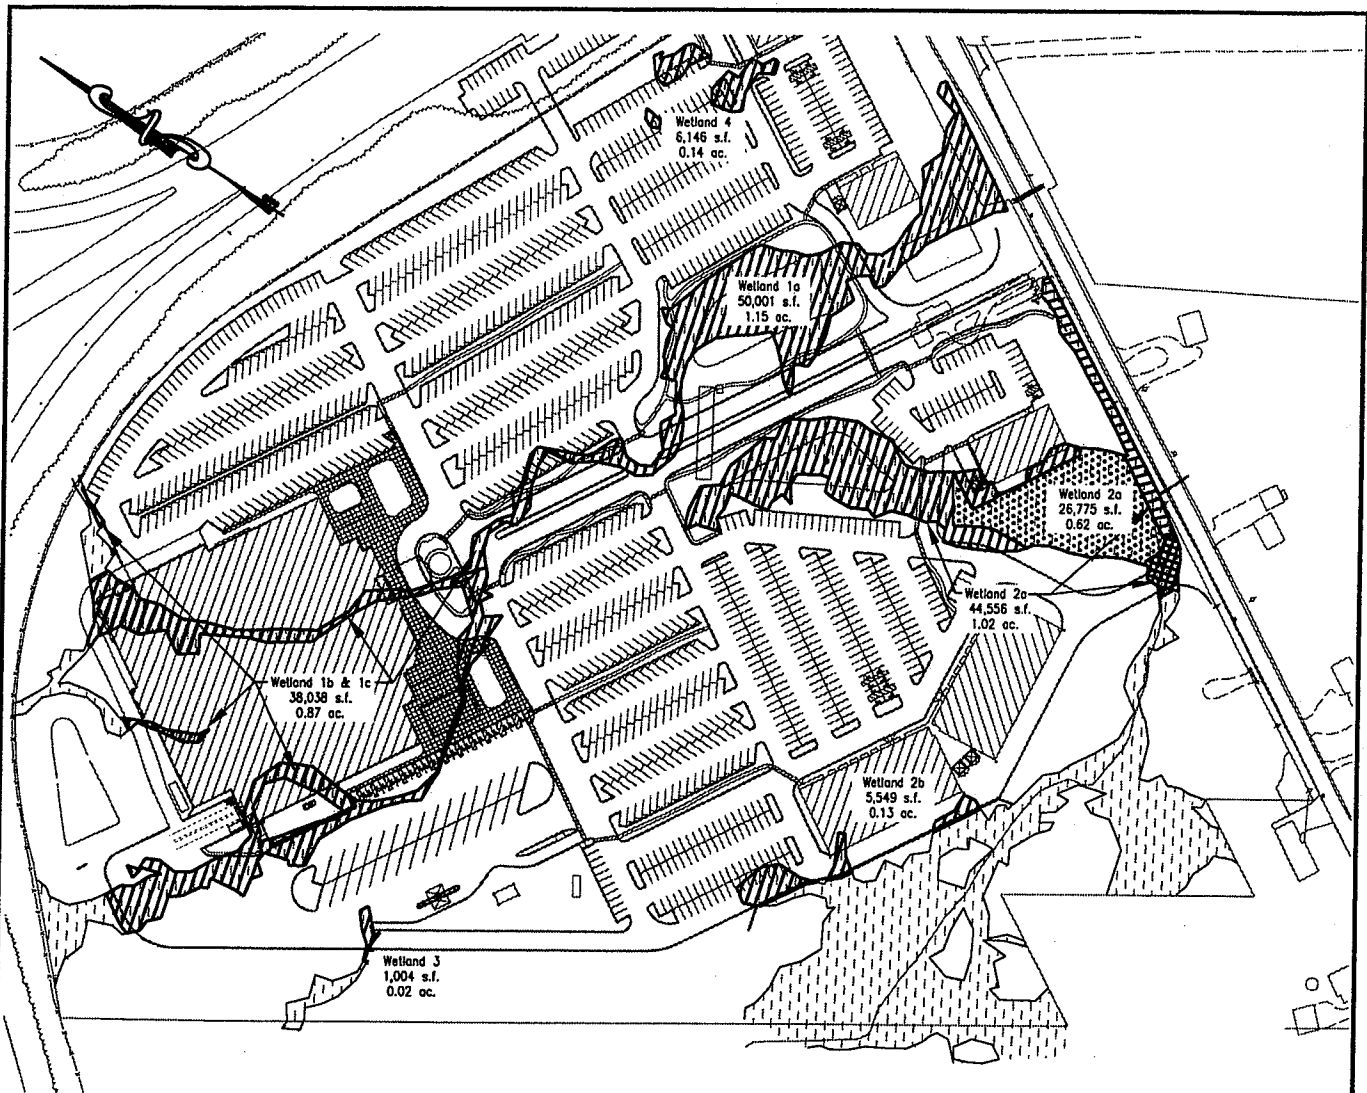 Wetland 4
6,146 s.f.
0.14 ac.
Wetland 1a
50,001 s.f.
1.15 ac.
Wetland 2a
26,775 s.f.
0.62 ac.
Wetland 2a
44,556 s.f.
1.02 ac.
Wetland 1b & 1c
38,038 s.f.
0.87 ac.
Wetland 2b
5,549 s.f.
0.13 ac.
Wetland 3
1,004 s.f.
0.02 ac.